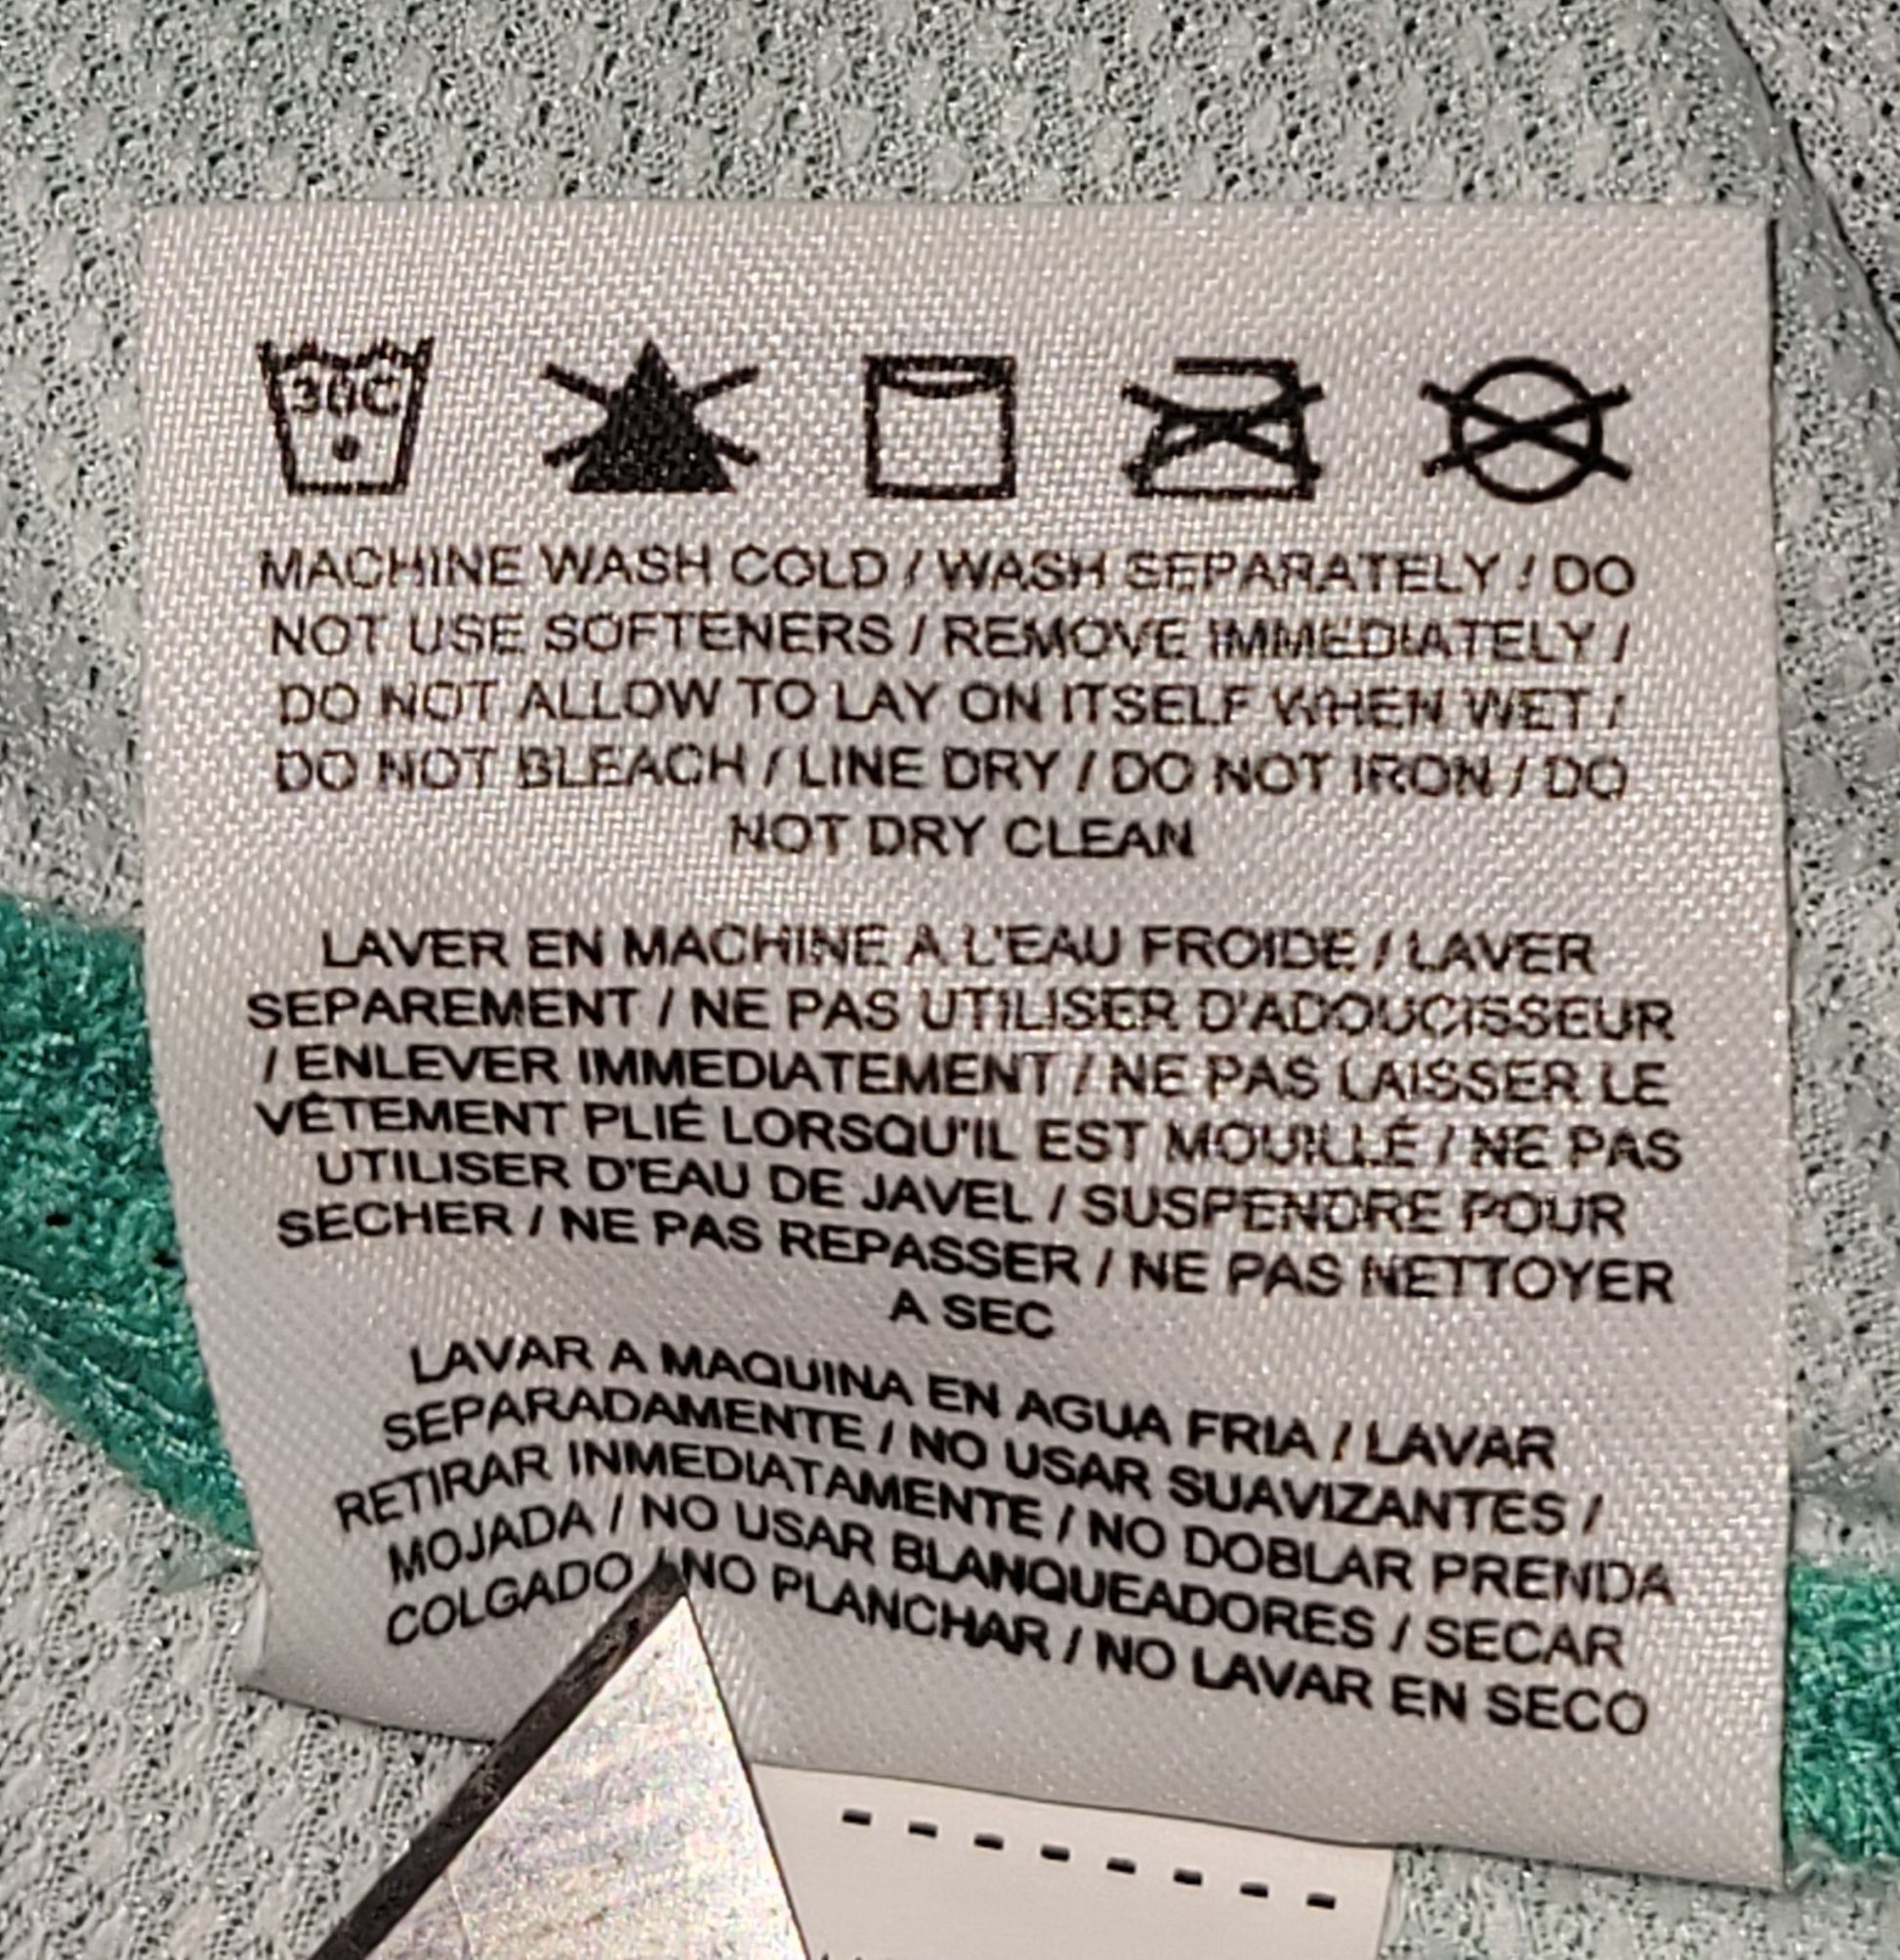 30C
MACHINE WASH COLD / WASH SEPARATELY / DO
NOT USE SOFTENERS / REMOVE IMMEDIATELY /
DO NOT ALLOW TO LAY ON ITSELF WHEN WET /
DO NOT BLEACH / LINE DRY / DO NOT IRON / DO
NOT DRY CLEAN
LAVER EN MACHINE A L'EAU FROIDE / LAVER
SEPAREMENT / NE PAS UTILISER D'ADOUCISSEUR
/ ENLEVER IMMEDIATEMENT / NE PAS LAISSER LE
VÊTEMENT PLIÉ LORSQU'IL EST MOUILLÉ / NE PAS
UTILISER D'EAU DE JAVEL / SUSPENDRE POUR
SECHER / NE PAS REPASSER / NE PAS NETTOYER
A SEC
LAVAR A MAQUINA EN AGUA FRIA / LAVAR
SEPARADAMENTE / NO USAR SUAVIZANTES /
RETIRAR INMEDIATAMENTE / NO DOBLAR PRENDA
MOJADA / NO USAR BLANQUEADORES / SECAR
COLGADO / NO PLANCHAR / NO LAVAR EN SECO